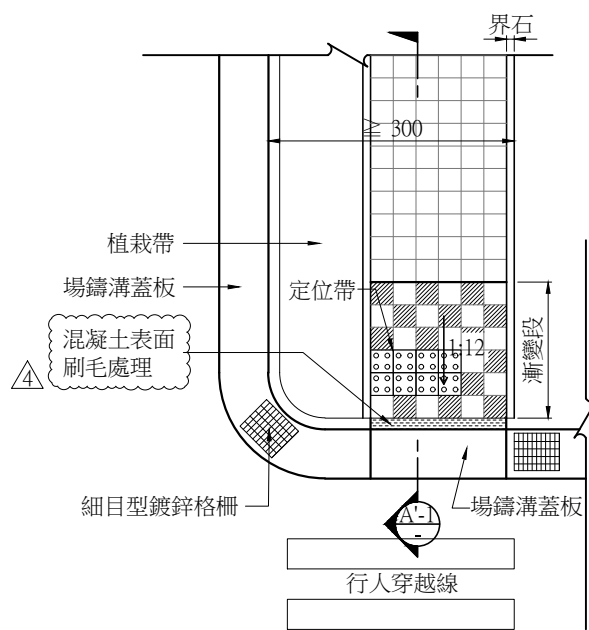 界石
≧ 300
植栽帶
場鑄溝蓋板
定位帶
1:12
漸變段
混凝土表面
刷毛處理
4
細目型鍍鋅格柵
場鑄溝蓋板
A'-1
-
行人穿越線